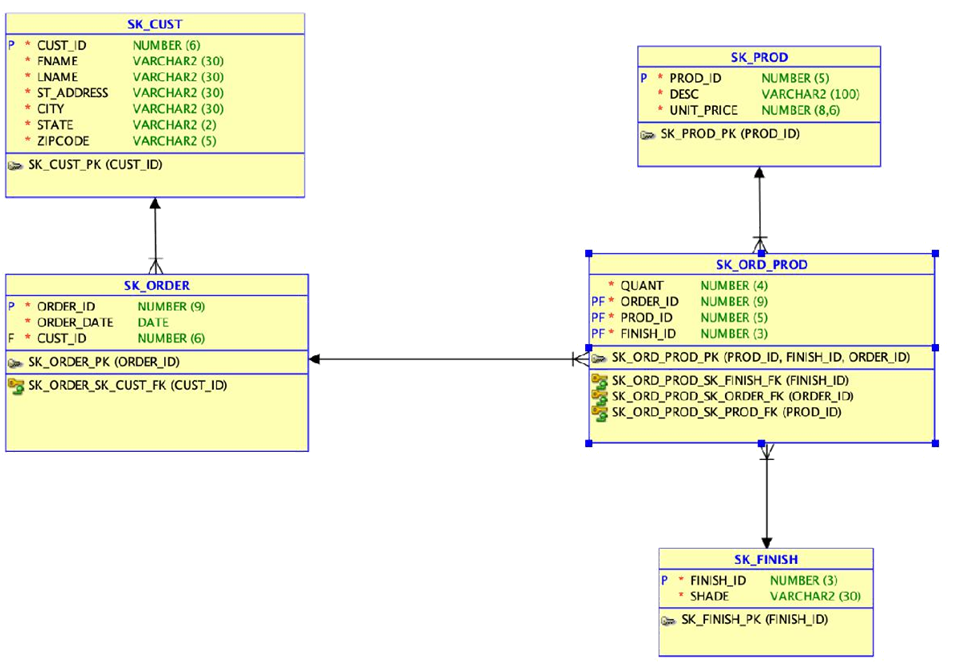 SK_CUST
P * CUST_ID NUMBER (6)
* FNAME VARCHAR2 (30)
* LNAME VARCHAR2 (30)
* ST_ADDRESS VARCHAR2 (30)
* CITY VARCHAR2 (30)
* STATE VARCHAR2 (2)
* ZIPCODE VARCHAR2 (5)
SK_CUST_PK (CUST_ID)
SK_PROD
P * PROD_ID NUMBER (5)
* DESC VARCHAR2 (100)
* UNIT_PRICE NUMBER (8,6)
SK_PROD_PK (PROD_ID)
SK_ORDER
P * ORDER_ID NUMBER (9)
* ORDER_DATE DATE
F * CUST_ID NUMBER (6)
SK_ORDER_PK (ORDER_ID)
SK_ORDER_SK_CUST_FK (CUST_ID)
SK_ORD_PROD
* QUANT NUMBER (4)
PF * ORDER_ID NUMBER (9)
PF * PROD_ID NUMBER (5)
PF * FINISH_ID NUMBER (3)
SK_ORD_PROD_PK (PROD_ID, FINISH_ID, ORDER_ID)
SK_ORD_PROD_SK_FINISH_FK (FINISH_ID)
SK_ORD_PROD_SK_ORDER_FK (ORDER_ID)
SK_ORD_PROD_SK_PROD_FK (PROD_ID)
SK_FINISH
P * FINISH_ID NUMBER (3)
* SHADE VARCHAR2 (30)
SK_FINISH_PK (FINISH_ID)